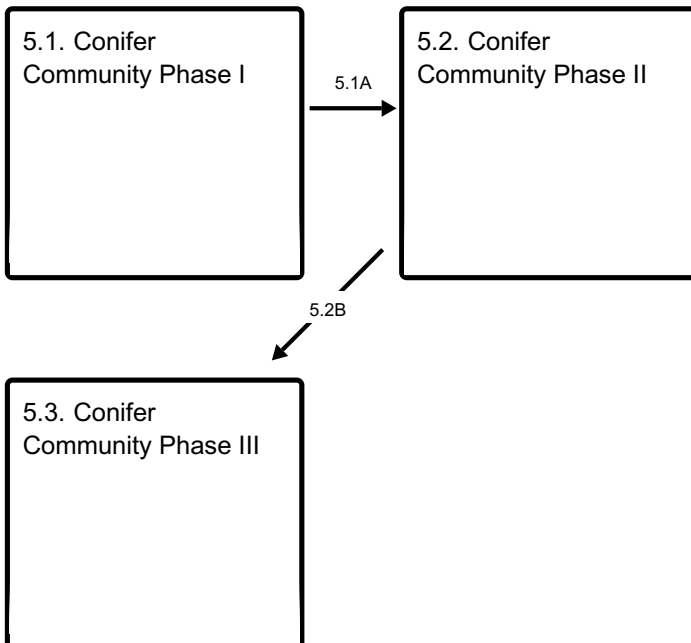 5.1. Conifer
Community Phase I
5.1A
5.2. Conifer
Community Phase II
5.2B
5.3. Conifer
Community Phase III